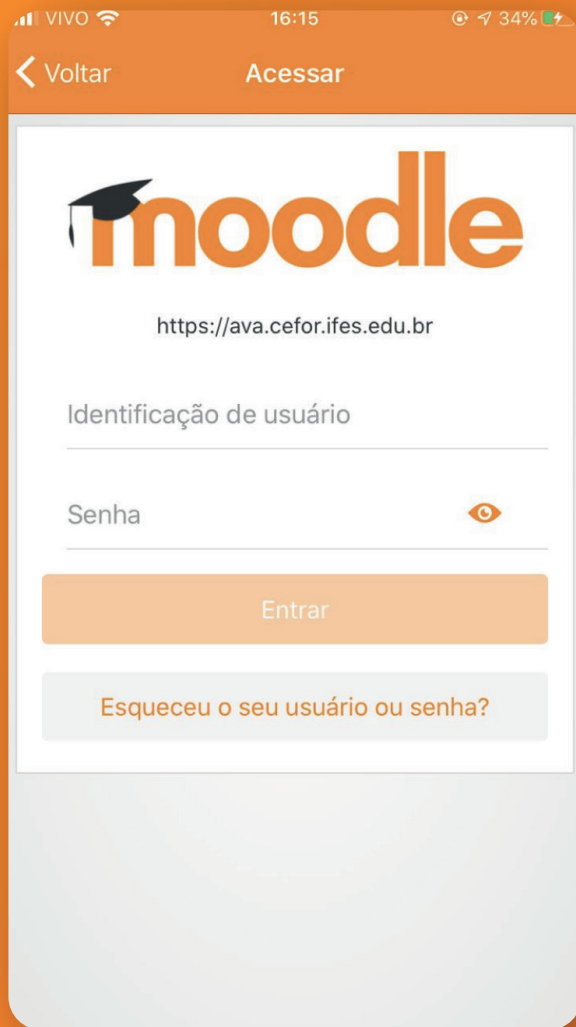 VIVO 16:15 34%
Voltar Acessar
moodle
https://ava.cefor.ifes.edu.br
Identificação de usuário
Senha
Entrar
Esqueceu o seu usuário ou senha?